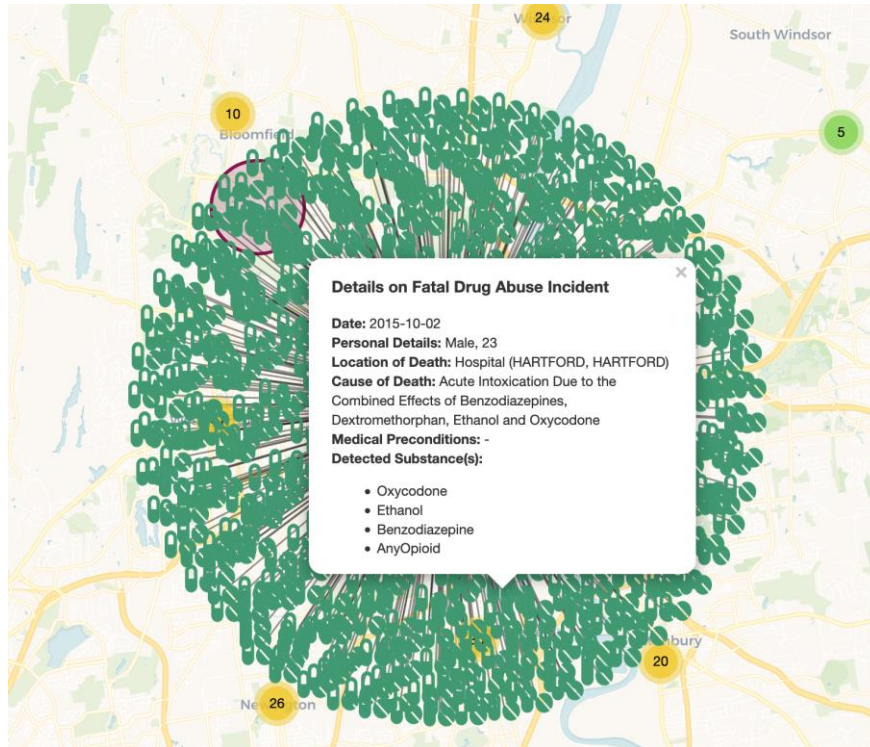 24
Windsor
South Windsor
10
Bloomfield
5
×
Details on Fatal Drug Abuse Incident
Date: 2015-10-02
Personal Details: Male, 23
Location of Death: Hospital (HARTFORD, HARTFORD)
Cause of Death: Acute Intoxication Due to the
Combined Effects of Benzodiazepines,
Dextromethorphan, Ethanol and Oxycodone
Medical Preconditions: -
Detected Substance(s):
• Oxycodone
• Ethanol
• Benzodiazepine
• AnyOpioid
bury
20
26